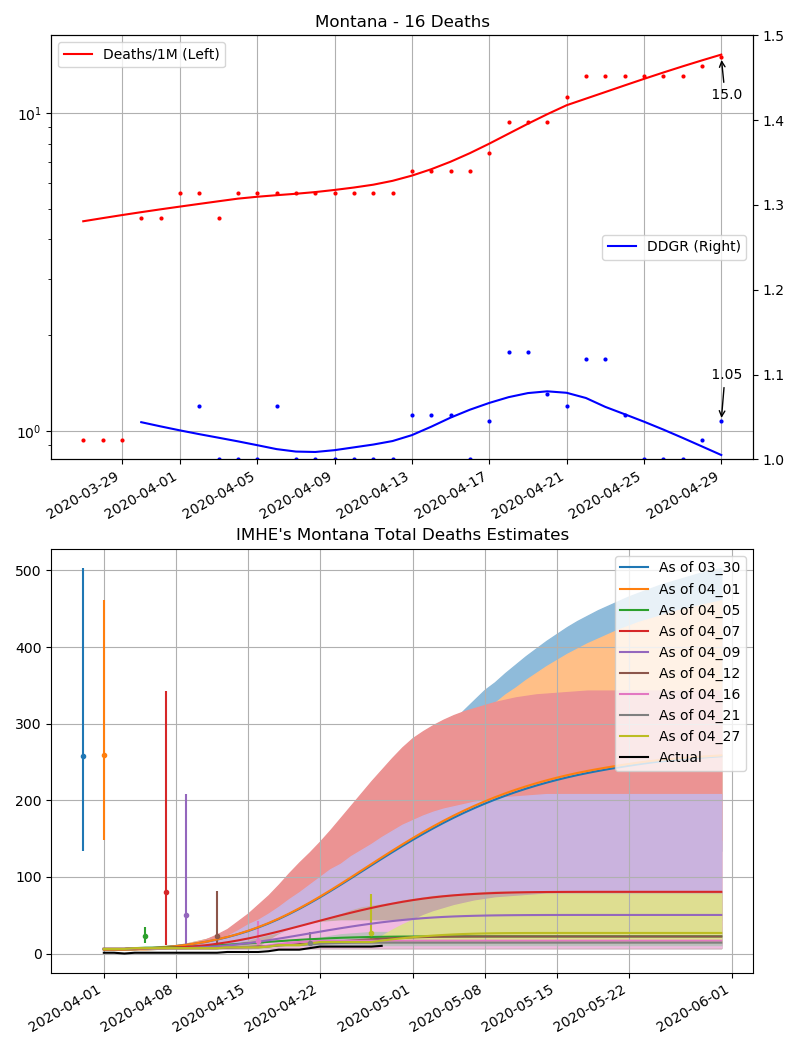 Montana - 16 Deaths
Deaths/1M (Left)
DDGR (Right)
15.0
1.05
10¹
10⁰
1.5
1.4
1.3
1.2
1.1
1.0
2020-03-29
2020-04-01
2020-04-05
2020-04-09
2020-04-13
2020-04-17
2020-04-21
2020-04-25
2020-04-29
IMHE's Montana Total Deaths Estimates
500
400
300
200
100
0
As of 03_30
As of 04_01
As of 04_05
As of 04_07
As of 04_09
As of 04_12
As of 04_16
As of 04_21
As of 04_27
Actual
2020-04-01
2020-04-08
2020-04-15
2020-04-22
2020-05-01
2020-05-08
2020-05-15
2020-05-22
2020-06-01